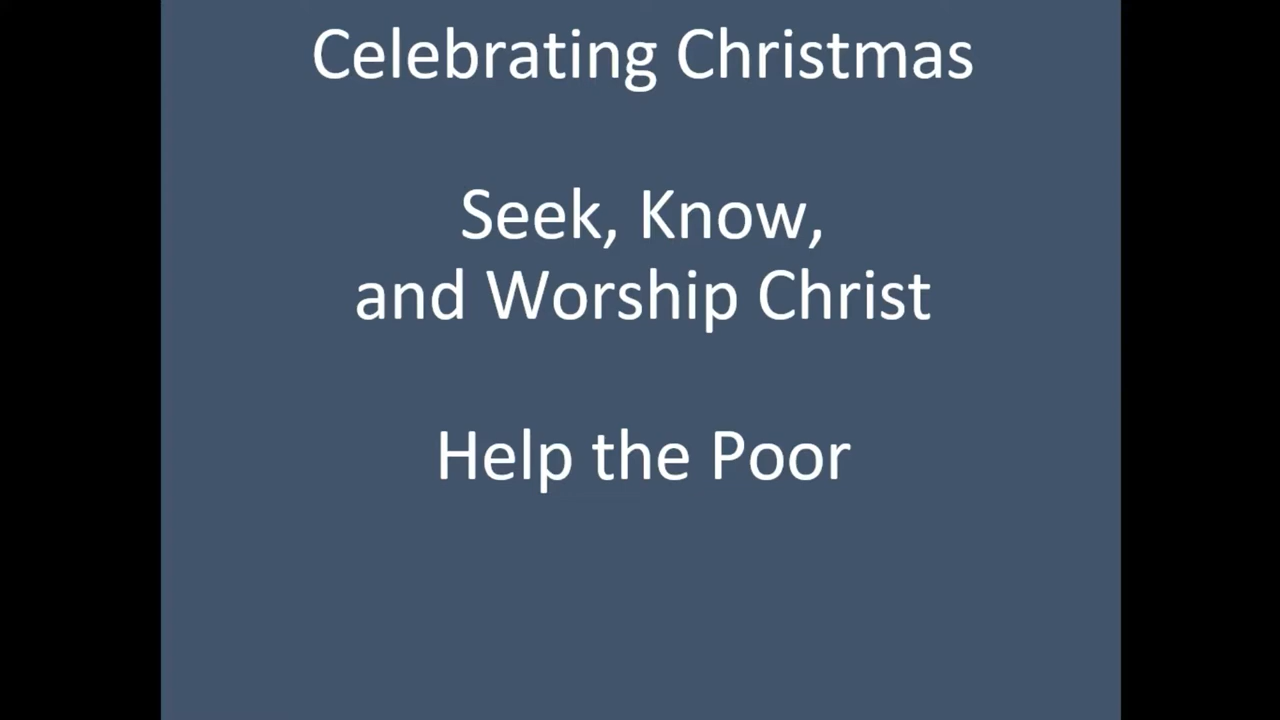 Celebrating Christmas
Seek, Know,
and Worship Christ
Help the Poor